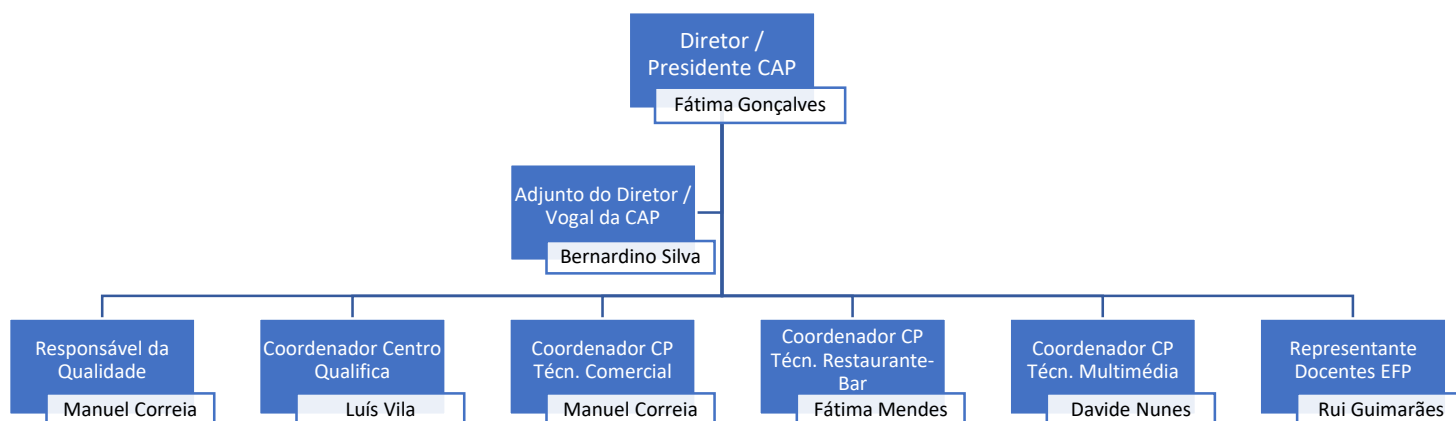 Diretor /
Presidente CAP
Fátima Gonçalves
Adjunto do Diretor /
Vogal da CAP
Bernardino Silva
Responsável da
Qualidade
Manuel Correia
Coordenador Centro
Qualifica
Luís Vila
Coordenador CP
Técn. Comercial
Manuel Correia
Coordenador CP
Técn. Restaurante-
Bar
Fátima Mendes
Coordenador CP
Técn. Multimédia
Davide Nunes
Representante
Docentes EFP
Rui Guimarães